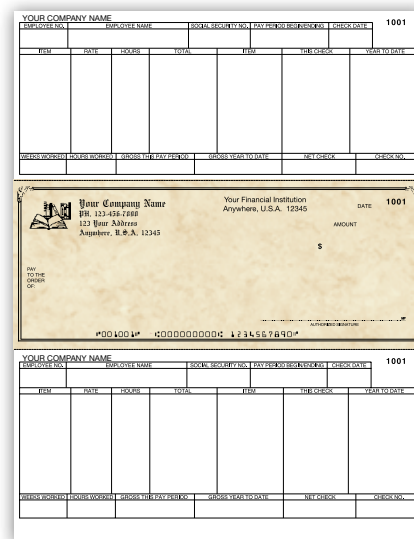 YOUR COMPANY NAME
1001
EMPLOYEE NO. EMPLOYEE NAME SOCIAL SECURITY NO. PAY PERIOD BEGIN/ENDING CHECK DATE
ITEM RATE HOURS TOTAL ITEM THIS CHECK YEAR TO DATE
WEEKS WORKED HOURS WORKED GROSS THIS PAY PERIOD GROSS YEAR TO DATE NET CHECK CHECK NO.
Your Company Name
PH. 123-456-7000
123 Your Address
Anywhere, U.S.A. 12345
Your Financial Institution
Anywhere, U.S.A. 12345
DATE
1001
AMOUNT
$
PAY
TO THE
ORDER
OF:
AUTHORIZED SIGNATURE
⑈001001⑈ ⑆000000000⑆ 1234567890⑈
YOUR COMPANY NAME
1001
EMPLOYEE NO. EMPLOYEE NAME SOCIAL SECURITY NO. PAY PERIOD BEGIN/ENDING CHECK DATE
ITEM RATE HOURS TOTAL ITEM THIS CHECK YEAR TO DATE
WEEKS WORKED HOURS WORKED GROSS THIS PAY PERIOD GROSS YEAR TO DATE NET CHECK CHECK NO.